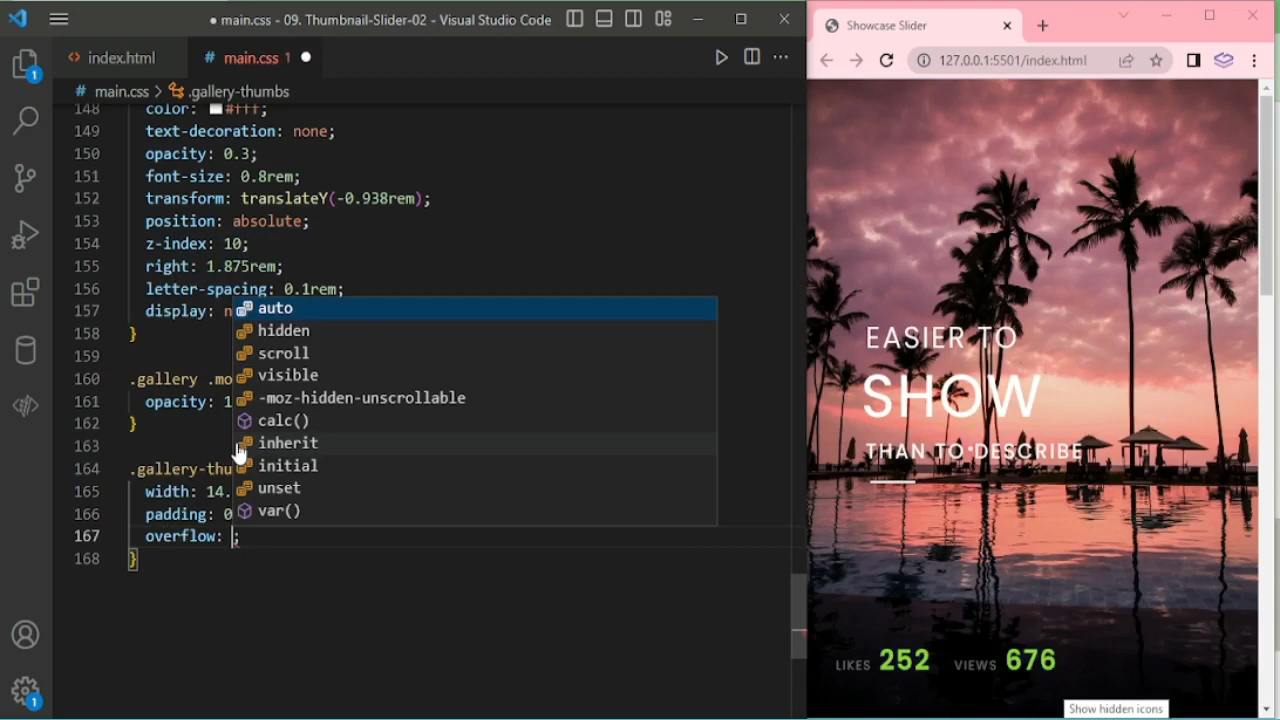 main.css - 09. Thumbnail-Slider-02 - Visual Studio Code
index.html
# main.css 1
# main.css > .gallery-thumbs
148 color: #fff;
149 text-decoration: none;
150 opacity: 0.3;
151 font-size: 0.8rem;
152 transform: translateY(-0.938rem);
153 position: absolute;
154 z-index: 10;
155 right: 1.875rem;
156 letter-spacing: 0.1rem;
157 display: n
158 }
159
160 .gallery .mo
161 opacity: 1
162 }
163
164 .gallery-thu
165 width: 14.
166 padding: 0
167 overflow: ;
168 }
auto
hidden
scroll
visible
-moz-hidden-unscrollable
calc()
inherit
initial
unset
var()
1
1
Showcase Slider
127.0.0.1:5501/index.html
EASIER TO
SHOW
THAN TO DESCRIBE
LIKES 252 VIEWS 676
Show hidden icons